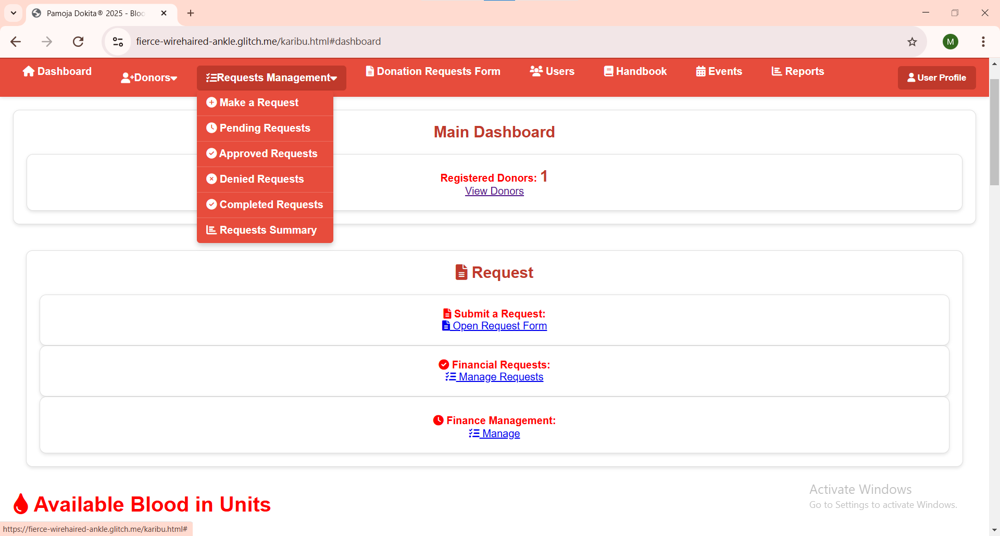 Pamoja Dokita® 2025 - Bloo
fierce-wirehaired-ankle.glitch.me/karibu.html#dashboard
M
Dashboard
Donors
Requests Management
Donation Requests Form
Users
Handbook
Events
Reports
User Profile
Make a Request
Pending Requests
Approved Requests
Denied Requests
Completed Requests
Requests Summary
Main Dashboard
Registered Donors: 1
View Donors
Request
Submit a Request:
Open Request Form
Financial Requests:
Manage Requests
Finance Management:
Manage
Available Blood in Units
Activate Windows
Go to Settings to activate Windows.
https://fierce-wirehaired-ankle.glitch.me/karibu.html#